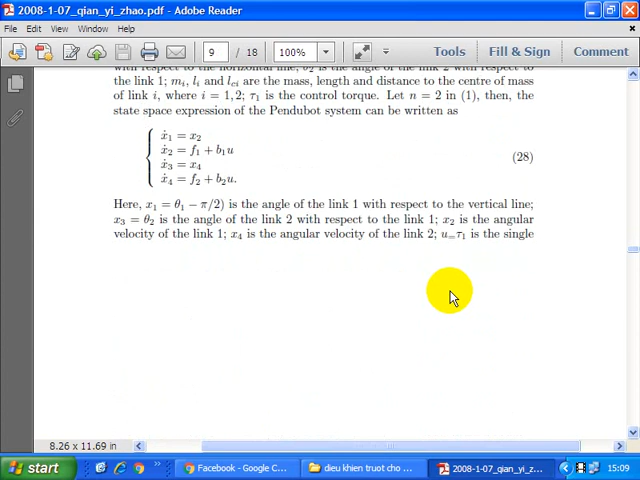 2008-1-07_qian_yi_zhao.pdf - Adobe Reader
File Edit View Window Help
9 / 18 100% Tools Fill & Sign Comment
with respect to the horizontal line; θ₂ is the angle of the link 2 with respect to
the link 1; mᵢ, lᵢ and l_ci are the mass, length and distance to the centre of mass
of link i, where i = 1, 2; τ₁ is the control torque. Let n = 2 in (1), then, the
state space expression of the Pendubot system can be written as
ẋ₁ = x₂
ẋ₂ = f₁ + b₁u
(28)
ẋ₃ = x₄
ẋ₄ = f₂ + b₂u.
Here, x₁ = θ₁ − π/2) is the angle of the link 1 with respect to the vertical line;
x₃ = θ₂ is the angle of the link 2 with respect to the link 1; x₂ is the angular
velocity of the link 1; x₄ is the angular velocity of the link 2; u=τ₁ is the single
8.26 x 11.69 in
start Facebook - Google C... dieu khien truot cho ... 2008-1-07_qian_yi_z... 15:09